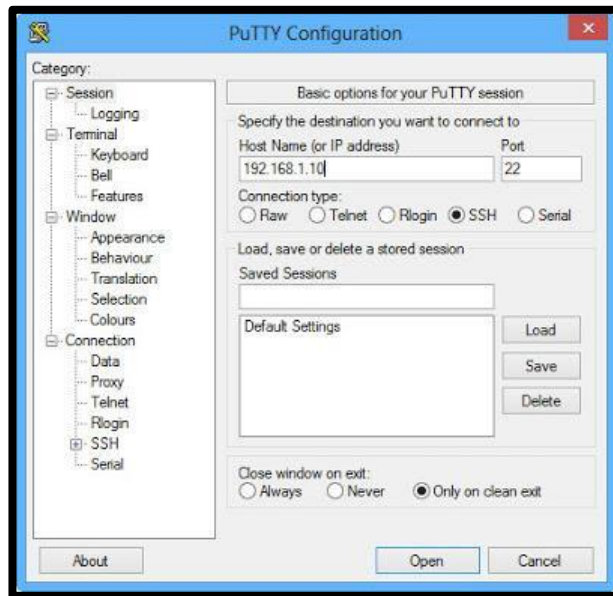 PuTTY Configuration
Category:
Session
Logging
Terminal
Keyboard
Bell
Features
Window
Appearance
Behaviour
Translation
Selection
Colours
Connection
Data
Proxy
Telnet
Rlogin
SSH
Serial
Basic options for your PuTTY session
Specify the destination you want to connect to
Host Name (or IP address) Port
192.168.1.10 22
Connection type:
Raw Telnet Rlogin SSH Serial
Load, save or delete a stored session
Saved Sessions
Default Settings
Load
Save
Delete
Close window on exit:
Always Never Only on clean exit
About Open Cancel